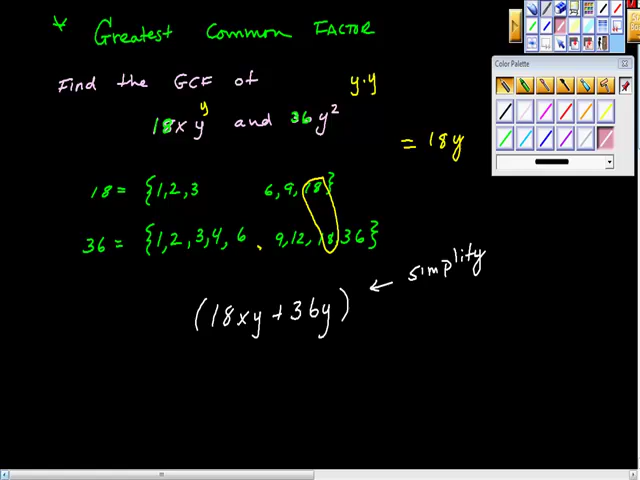 * Greatest Common FACTOR
Find the GCF of
y·y
y
18xy and 36y²
= 18y
18 = {1,2,3 6,9,18}
36 = {1,2,3,4,6, 9,12,18 36}
(18xy + 36y) ← simplity
Color Palette